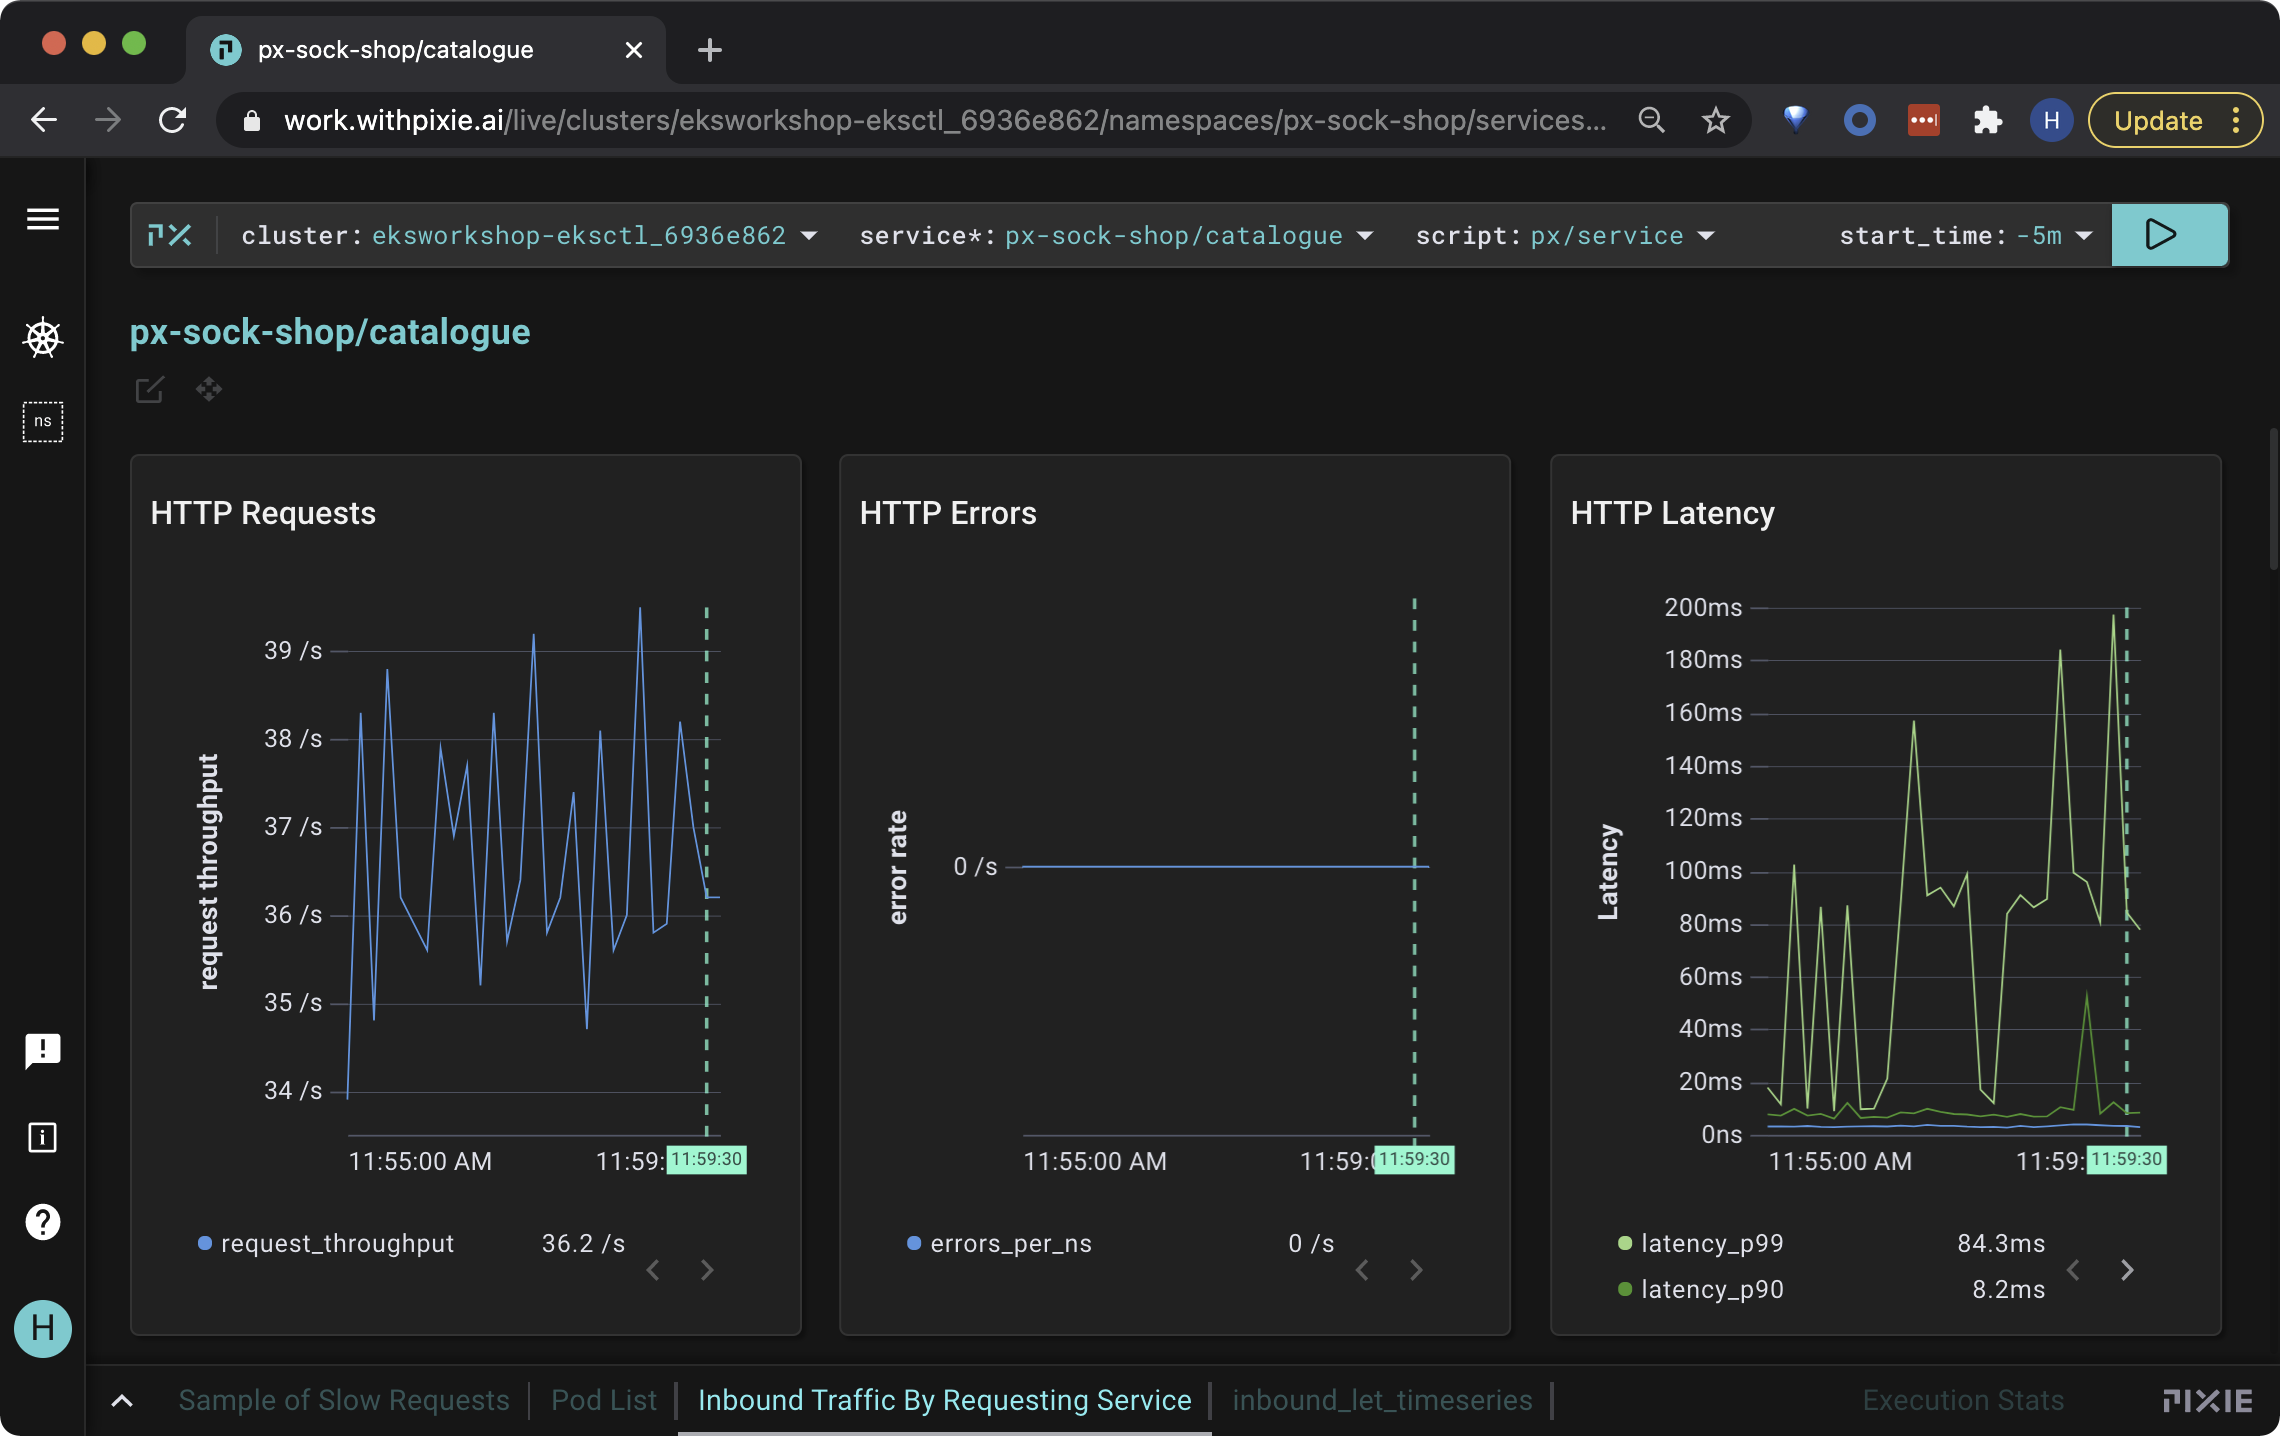 px-sock-shop/catalogue
work.withpixie.ai/live/clusters/eksworkshop-eksctl_6936e862/namespaces/px-sock-shop/services...
H
Update
cluster: eksworkshop-eksctl_6936e862
service*: px-sock-shop/catalogue
script: px/service
start_time: -5m
px-sock-shop/catalogue
ns
HTTP Requests
39 /s
38 /s
37 /s
36 /s
35 /s
34 /s
request throughput
11:55:00 AM
11:59:
11:59:30
request_throughput 36.2 /s
HTTP Errors
error rate
0 /s
11:55:00 AM
11:59:
11:59:30
errors_per_ns 0 /s
HTTP Latency
200ms
180ms
160ms
140ms
120ms
100ms
80ms
60ms
40ms
20ms
0ns
Latency
11:55:00 AM
11:59:
11:59:30
latency_p99 84.3ms
latency_p90 8.2ms
H
Sample of Slow Requests
Pod List
Inbound Traffic By Requesting Service
inbound_let_timeseries
Execution Stats
PIXIE